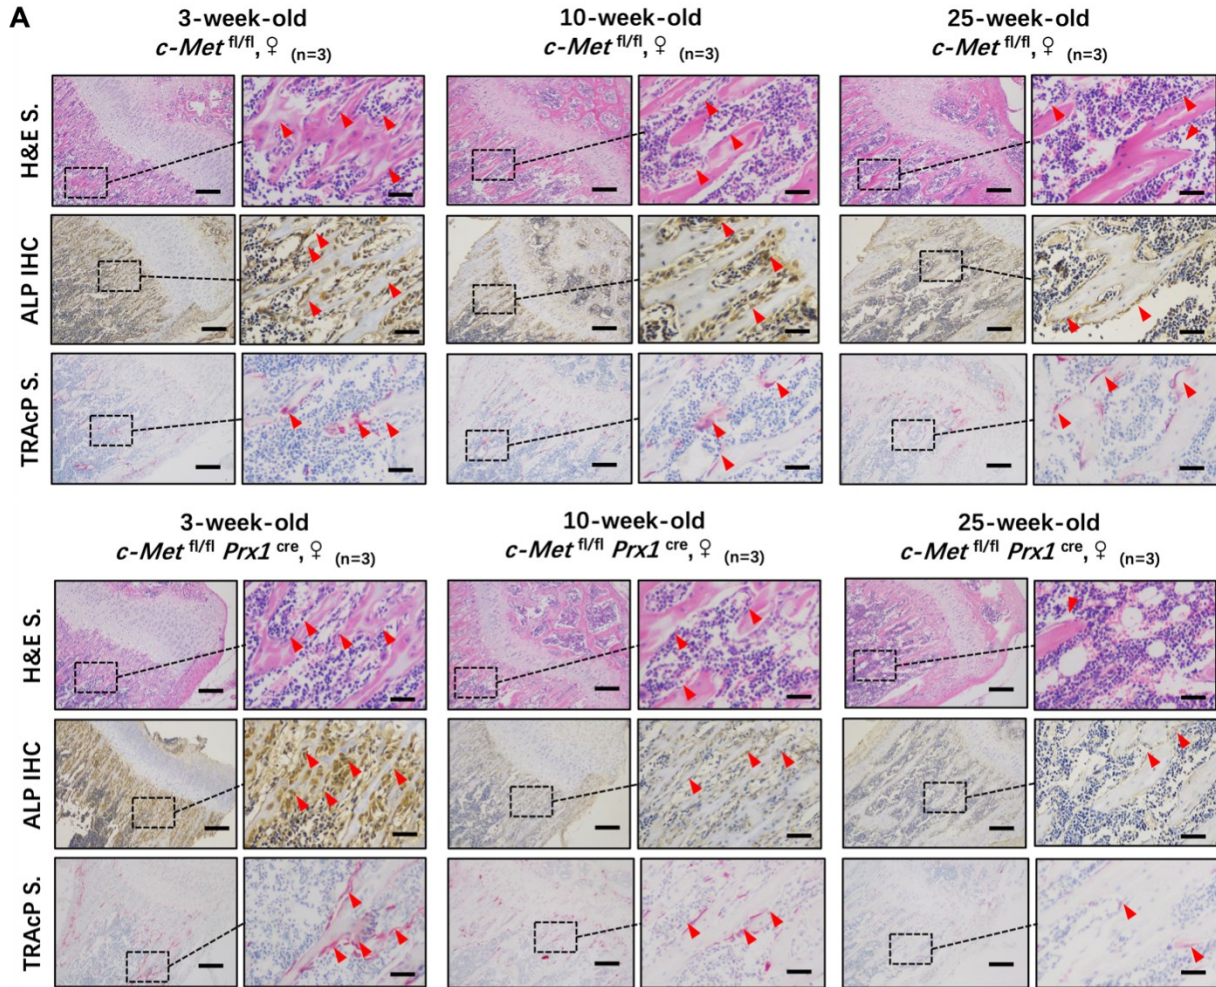 A
3-week-old 10-week-old 25-week-old
c-Met fl/fl, ♀ (n=3) c-Met fl/fl, ♀ (n=3) c-Met fl/fl, ♀ (n=3)
H&E S.
ALP IHC
TRAcP S.
3-week-old 10-week-old 25-week-old
c-Met fl/fl Prx1 cre, ♀ (n=3) c-Met fl/fl Prx1 cre, ♀ (n=3) c-Met fl/fl Prx1 cre, ♀ (n=3)
H&E S.
ALP IHC
TRAcP S.